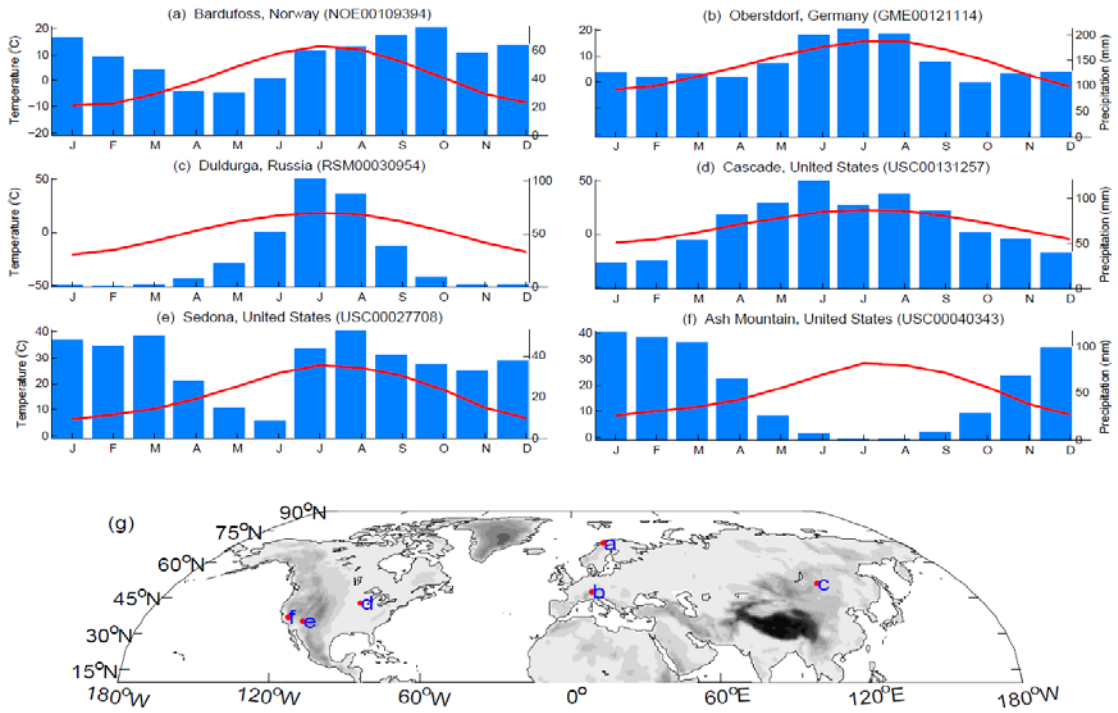 (a) Bardufoss, Norway (NOE00109394)
(b) Oberstdorf, Germany (GME00121114)
Temperature (°C)
20
10
0
−10
−20
60
40
20
0
J F M A M J J A S O N D
20
10
0
200
150
100
50
0
Precipitation (mm)
J F M A M J J A S O N D
(c) Duldurga, Russia (RSM00030954)
(d) Cascade, United States (USC00131257)
Temperature (°C)
50
0
−50
100
50
0
J F M A M J J A S O N D
50
0
100
50
0
Precipitation (mm)
J F M A M J J A S O N D
(e) Sedona, United States (USC00027708)
(f) Ash Mountain, United States (USC00040343)
Temperature (°C)
40
30
20
10
0
40
20
0
J F M A M J J A S O N D
40
30
20
10
0
100
50
0
Precipitation (mm)
J F M A M J J A S O N D
(g)
90°N
75°N
60°N
45°N
30°N
15°N
a
b
c
d
f e
180°W 120°W 60°W 0° 60°E 120°E 180°W